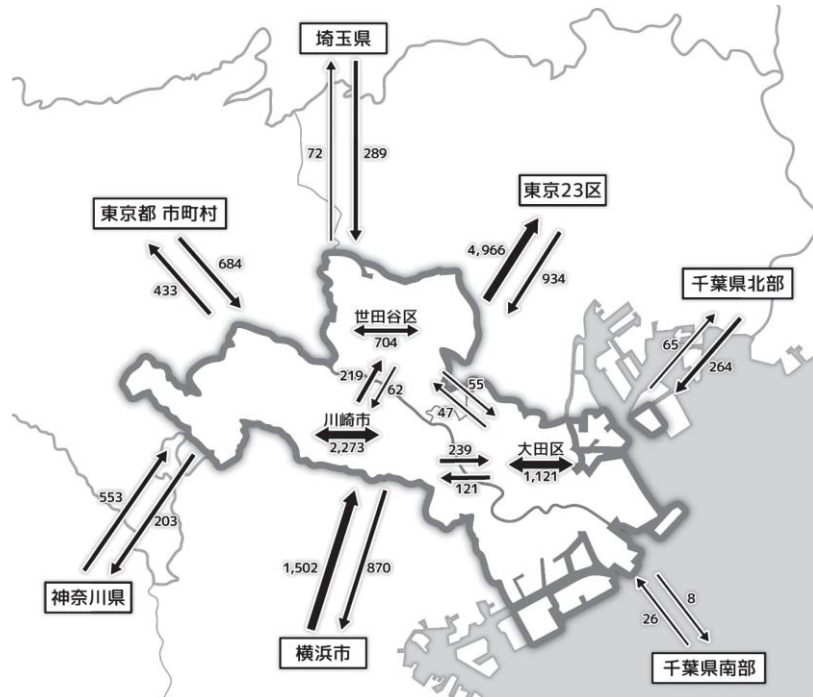 埼玉県
72
289
東京23区
東京都 市町村
4,966
934
684
433
千葉県北部
世田谷区
704
65
264
219
62
55
47
川崎市
2,273
239
大田区
1,121
121
553
203
1,502
870
神奈川県
横浜市
8
26
千葉県南部